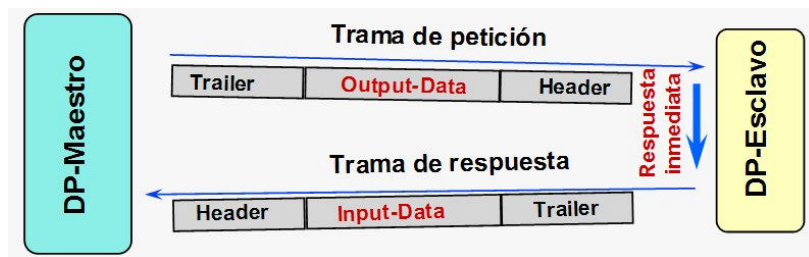 DP-Maestro
Trama de petición
Trailer Output-Data Header
Respuesta
inmediata
Trama de respuesta
Header Input-Data Trailer
DP-Esclavo